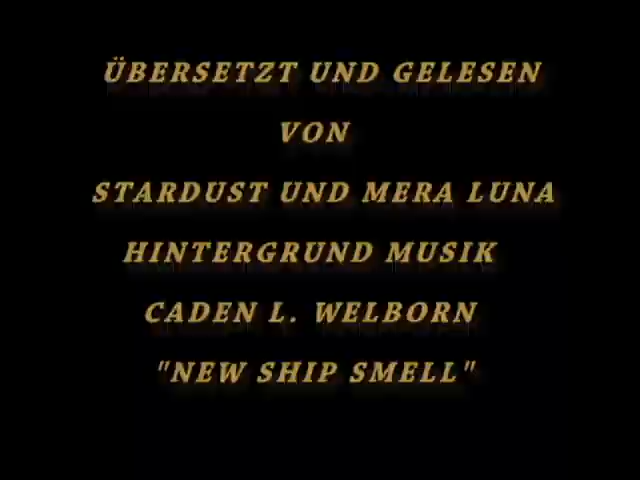 ÜBERSETZT UND GELESEN
VON
STARDUST UND MERA LUNA
HINTERGRUND MUSIK
CADEN L. WELBORN
"NEW SHIP SMELL"